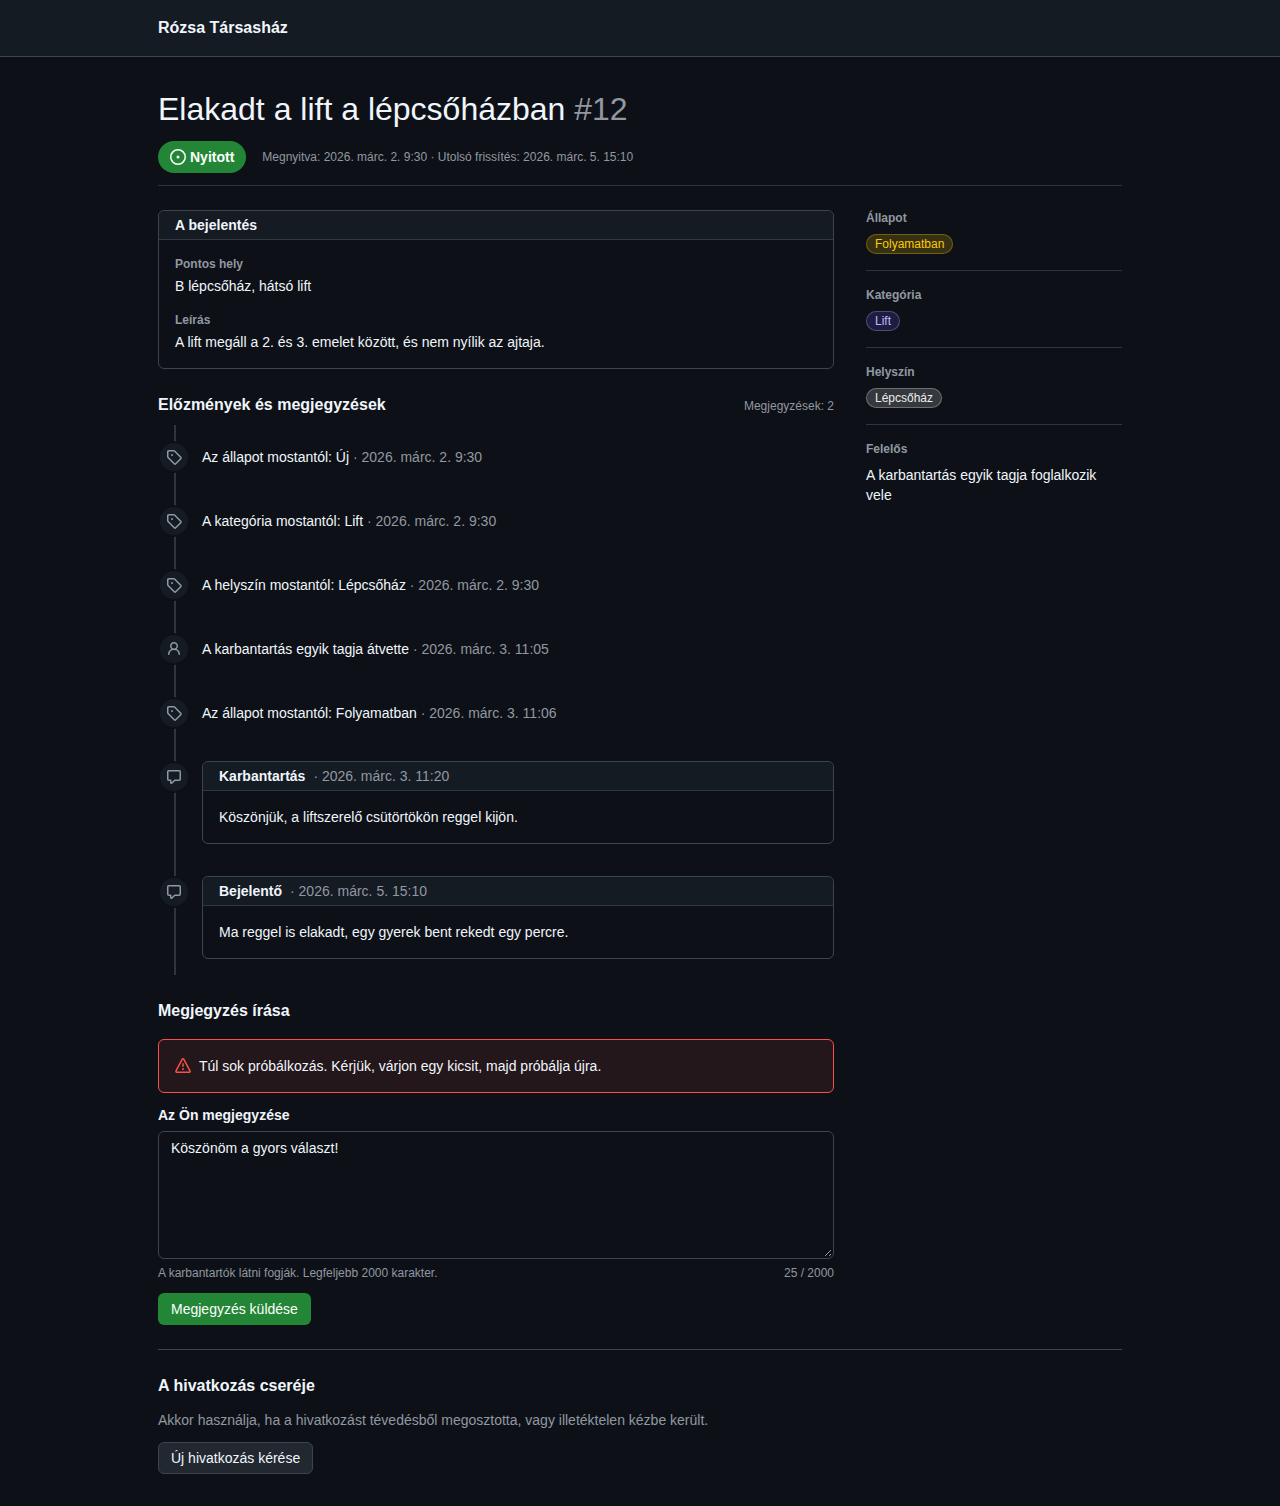 Rózsa Társasház
Elakadt a lift a lépcsőházban #12
Nyitott
Megnyitva: 2026. márc. 2. 9:30 · Utolsó frissítés: 2026. márc. 5. 15:10
A bejelentés
Pontos hely
B lépcsőház, hátsó lift
Leírás
A lift megáll a 2. és 3. emelet között, és nem nyílik az ajtaja.
Állapot
Folyamatban
Kategória
Lift
Helyszín
Lépcsőház
Felelős
A karbantartás egyik tagja foglalkozik
vele
Előzmények és megjegyzések
Megjegyzések: 2
Az állapot mostantól: Új · 2026. márc. 2. 9:30
A kategória mostantól: Lift · 2026. márc. 2. 9:30
A helyszín mostantól: Lépcsőház · 2026. márc. 2. 9:30
A karbantartás egyik tagja átvette · 2026. márc. 3. 11:05
Az állapot mostantól: Folyamatban · 2026. márc. 3. 11:06
Karbantartás · 2026. márc. 3. 11:20
Köszönjük, a liftszerelő csütörtökön reggel kijön.
Bejelentő · 2026. márc. 5. 15:10
Ma reggel is elakadt, egy gyerek bent rekedt egy percre.
Megjegyzés írása
Túl sok próbálkozás. Kérjük, várjon egy kicsit, majd próbálja újra.
Az Ön megjegyzése
Köszönöm a gyors választ!
A karbantartók látni fogják. Legfeljebb 2000 karakter.
25 / 2000
Megjegyzés küldése
A hivatkozás cseréje
Akkor használja, ha a hivatkozást tévedésből megosztotta, vagy illetéktelen kézbe került.
Új hivatkozás kérése